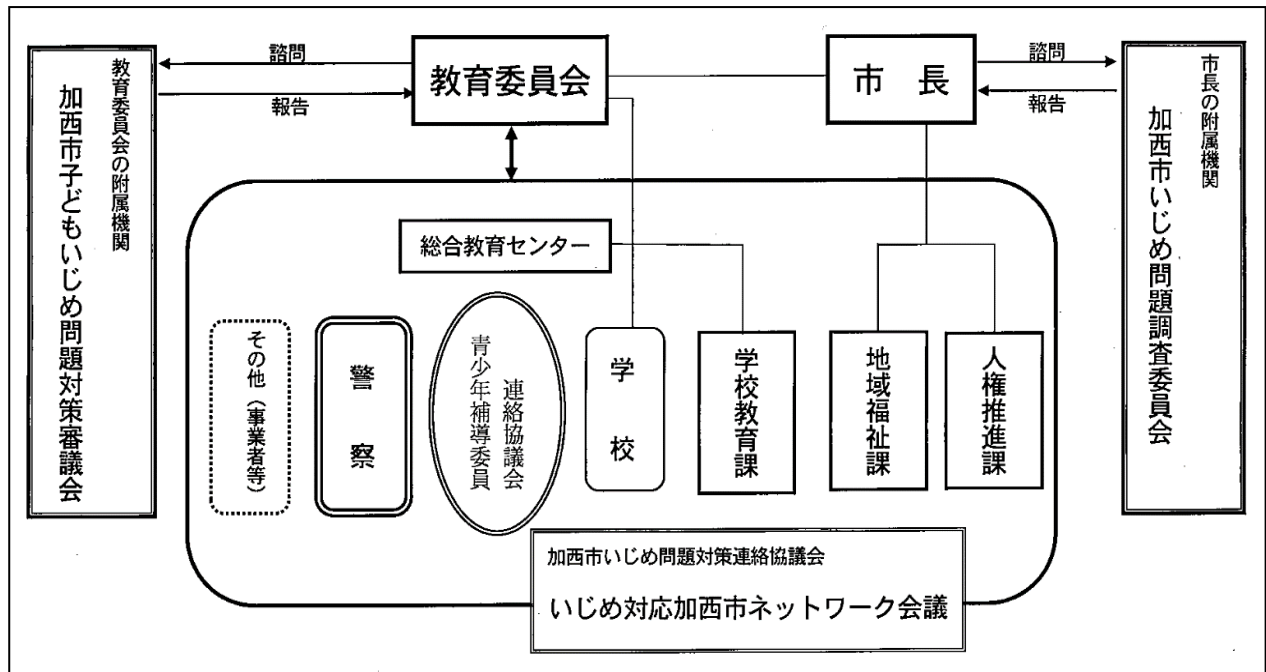 教育委員会の附属機関
加西市子どもいじめ問題対策審議会
諮問
報告
教育委員会
市 長
諮問
報告
市長の附属機関
加西市いじめ問題調査委員会
総合教育センター
その他（事業者等）
警 察
青少年補導委員
連絡協議会
学 校
学校教育課
地域福祉課
人権推進課
加西市いじめ問題対策連絡協議会
いじめ対応加西市ネットワーク会議